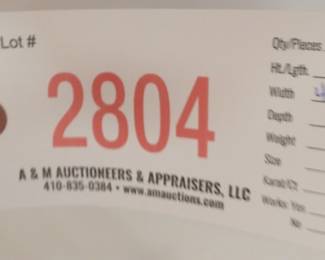 Lot #
2804
A & M AUCTIONEERS & APPRAISERS, LLC
410-835-0384 • www.amauctions.com
Qty/Pieces
Ht./Lgth.
Width
Depth
Weight
Size
Karat/Ct
Works Yes
No